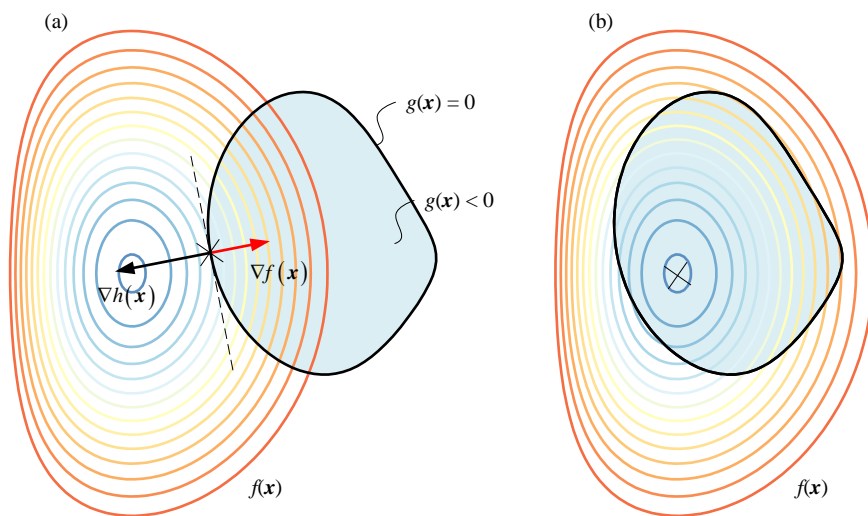 (a)
(b)
g(x) = 0
g(x) < 0
∇f(x)
∇h(x)
f(x)
f(x)